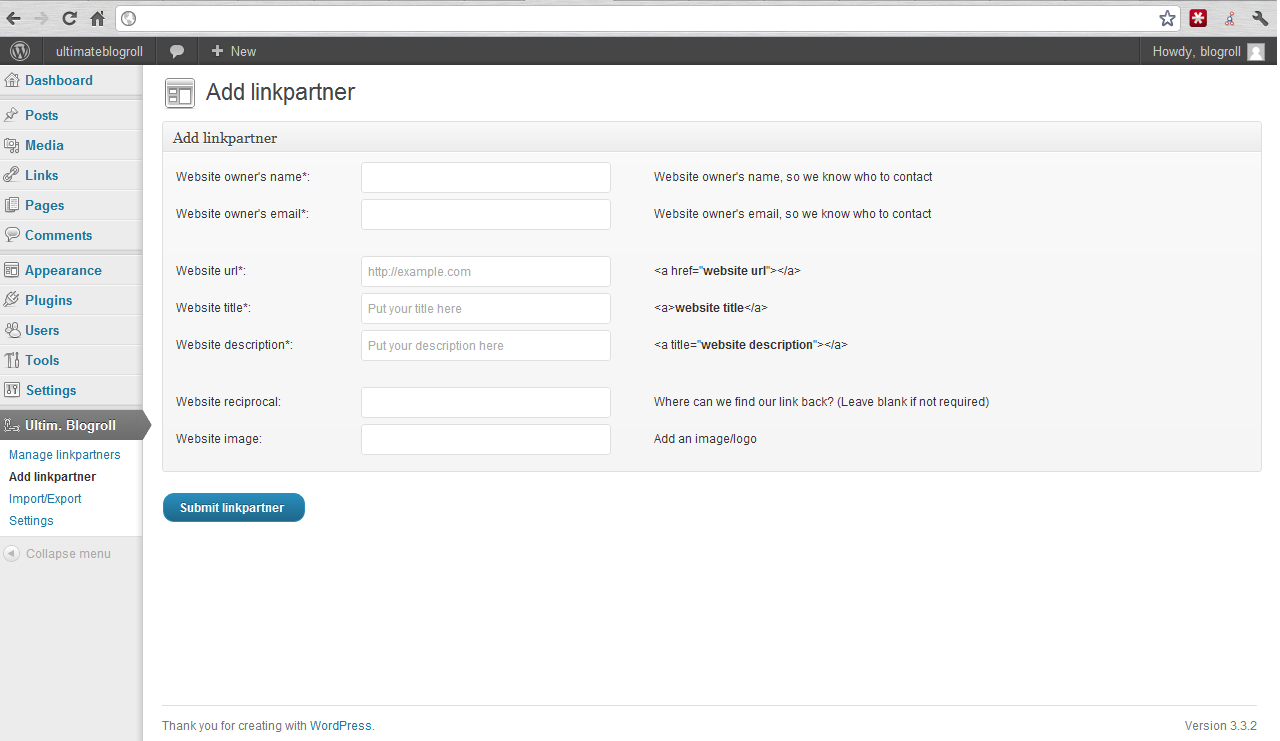 ultimateblogroll
New
Howdy, blogroll
Dashboard
Posts
Media
Links
Pages
Comments
Appearance
Plugins
Users
Tools
Settings
Ultim. Blogroll
Manage linkpartners
Add linkpartner
Import/Export
Settings
Collapse menu
Add linkpartner
Add linkpartner
Website owner's name*: Website owner's name, so we know who to contact
Website owner's email*: Website owner's email, so we know who to contact
Website url*: http://example.com <a href="website url"></a>
Website title*: Put your title here <a>website title</a>
Website description*: Put your description here <a title="website description"></a>
Website reciprocal: Where can we find our link back? (Leave blank if not required)
Website image: Add an image/logo
Submit linkpartner
Thank you for creating with WordPress. Version 3.3.2